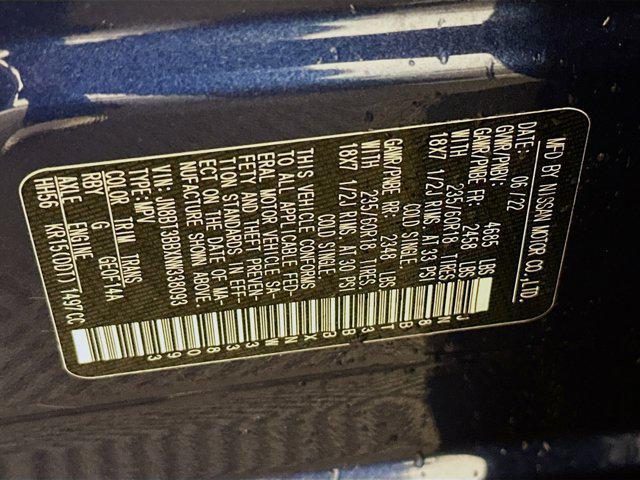 MFD BY NISSAN MOTOR CO.,LTD
DATE: 06/22
GVWR/PNBV: 4685 LBS
GAWR/PNBE FR. 2458 LBS
WITH 235/60R18 TIRES,
18X7 1/2J RIMS, AT 33 PSI
COLD SINGLE
GAWR/PNBE RR. 2348 LBS
WITH 235/60R18 TIRES,
18X7 1/2J RIMS, AT 30 PSI
COLD SINGLE
THIS VEHICLE CONFORMS
TO ALL APPLICABLE FED-
ERAL MOTOR VEHICLE SA-
FETY AND THEFT PREVEN-
TION STANDARDS IN EFF-
ECT ON THE DATE OF MA-
NUFACTURE SHOWN ABOVE.
VIN: JN8BT3BBXNW338093
TYPE:MPV
COLOR TRIM TRANS
RBY G GE0F14A
AXLE ENGINE
HH56 KR15(DDT) 1497CC
JN8BT3BBXNW338093